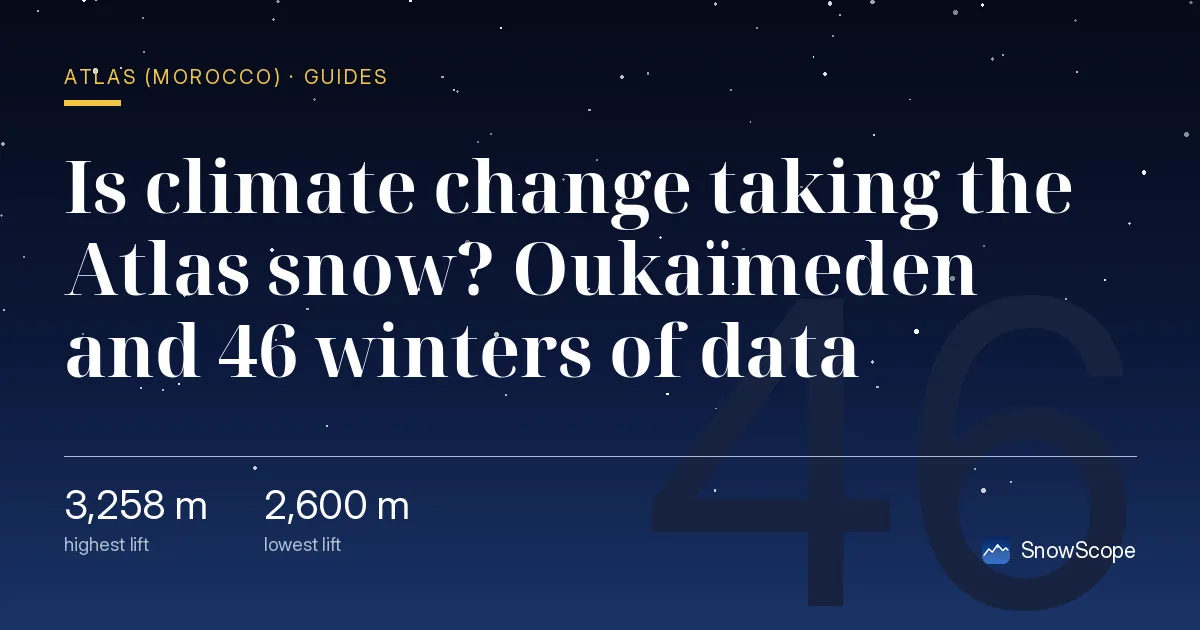 ATLAS (MOROCCO) · GUIDES
Is climate change taking the
Atlas snow? Oukaïmeden
and 46 winters of data
46
3,258 m
highest lift
2,600 m
lowest lift
SnowScope